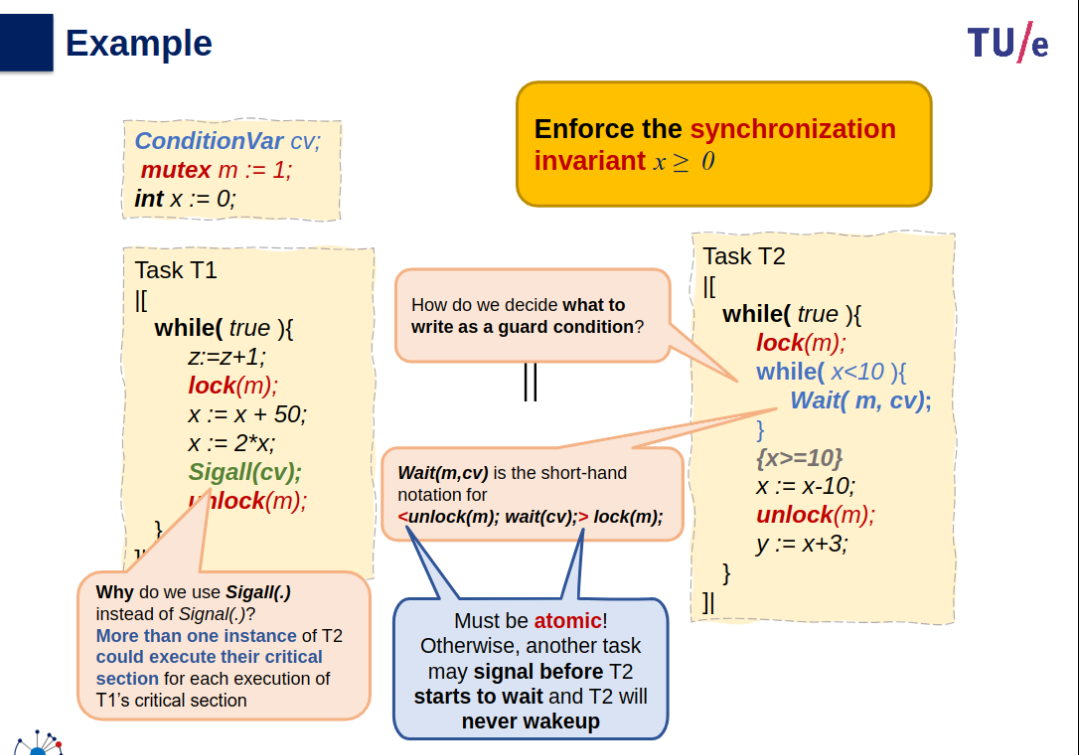 Example
TU/e
ConditionVar cv;
mutex m := 1;
int x := 0;
Enforce the synchronization
invariant x ≥ 0
Task T1
|[
while( true ){
z:=z+1;
lock(m);
x := x + 50;
x := 2*x;
Sigall(cv);
unlock(m);
}
]|
Why do we use Sigall(.)
instead of Signal(.)?
More than one instance of T2
could execute their critical
section for each execution of
T1's critical section
How do we decide what to
write as a guard condition?
||
Wait(m,cv) is the short-hand
notation for
<unlock(m); wait(cv);> lock(m);
Must be atomic!
Otherwise, another task
may signal before T2
starts to wait and T2 will
never wakeup
Task T2
|[
while( true ){
lock(m);
while( x<10 ){
Wait( m, cv);
}
{x>=10}
x := x-10;
unlock(m);
y := x+3;
}
]|